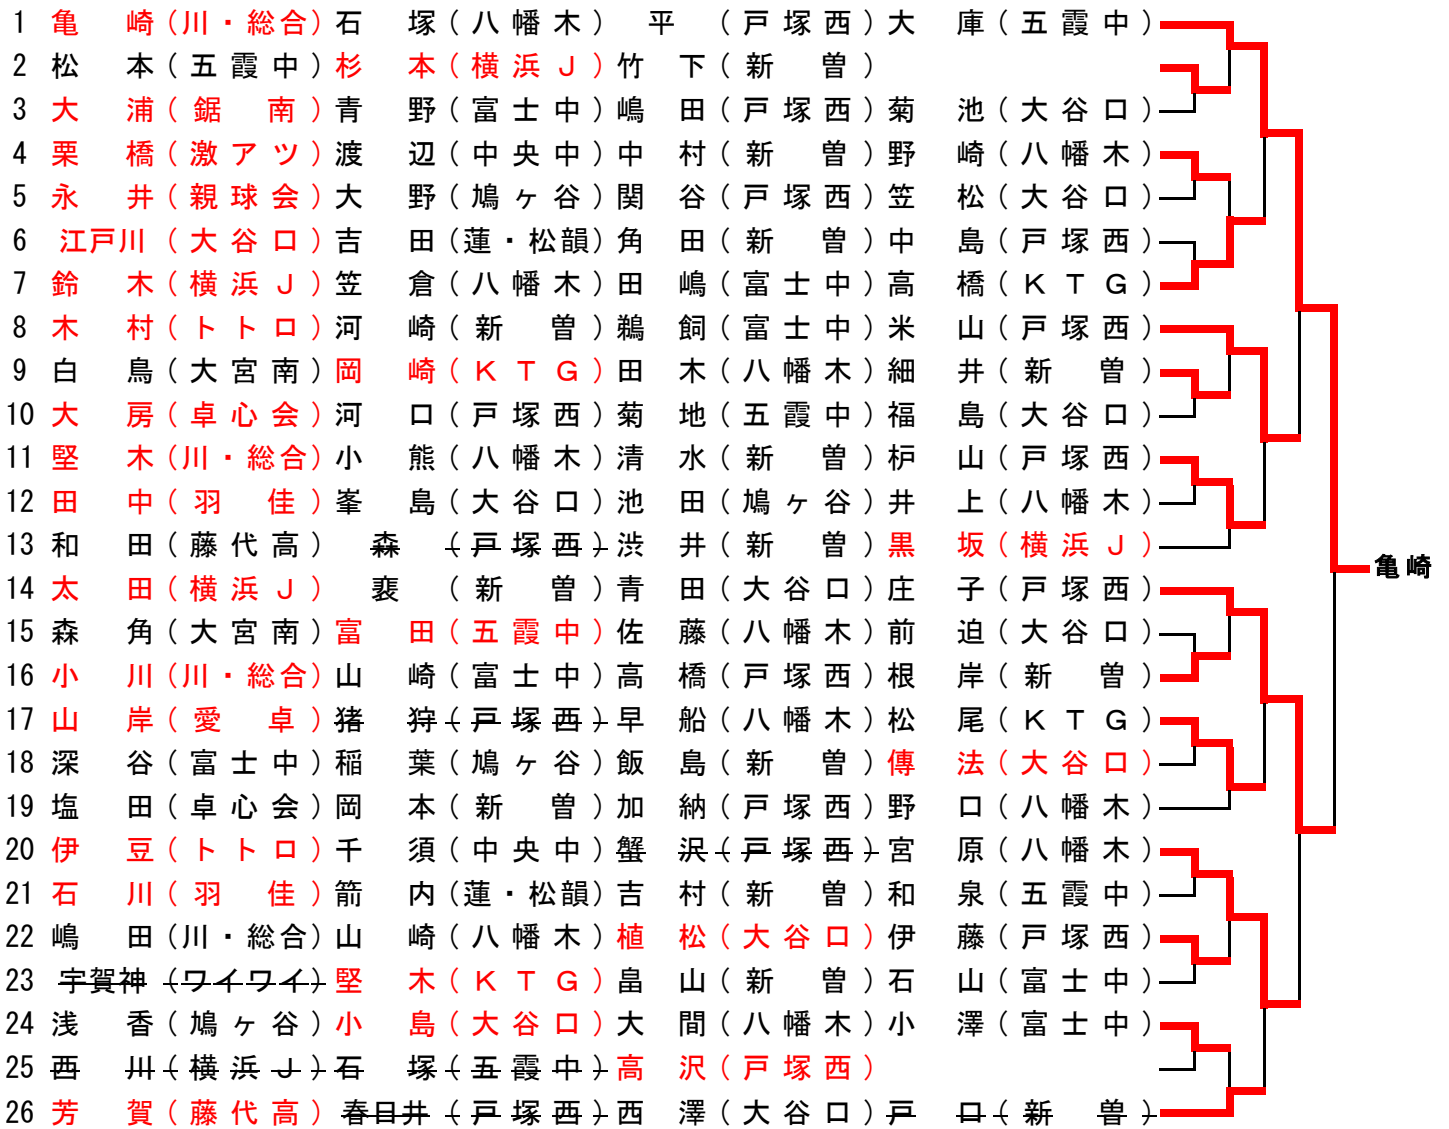 1 亀 崎(川・総合)石 塚(八幡木) 平 (戸塚西)大 庫(五霞中)
2 松 本(五霞中)杉 本(横浜J)竹 下(新 曽)
3 大 浦(鋸 南)青 野(富士中)嶋 田(戸塚西)菊 池(大谷口)
4 栗 橋(激アツ)渡 辺(中央中)中 村(新 曽)野 崎(八幡木)
5 永 井(親球会)大 野(鳩ヶ谷)関 谷(戸塚西)笠 松(大谷口)
6 江戸川(大谷口)吉 田(蓮・松韻)角 田(新 曽)中 島(戸塚西)
7 鈴 木(横浜J)笠 倉(八幡木)田 嶋(富士中)高 橋(KTG)
8 木 村(トトロ)河 崎(新 曽)鵜 飼(富士中)米 山(戸塚西)
9 白 鳥(大宮南)岡 崎(KTG)田 木(八幡木)細 井(新 曽)
10 大 房(卓心会)河 口(戸塚西)菊 地(五霞中)福 島(大谷口)
11 堅 木(川・総合)小 熊(八幡木)清 水(新 曽)枦 山(戸塚西)
12 田 中(羽 佳)峯 島(大谷口)池 田(鳩ヶ谷)井 上(八幡木)
13 和 田(藤代高) 森 (戸塚西)渋 井(新 曽)黒 坂(横浜J)
亀崎
14 太 田(横浜J) 裵 (新 曽)青 田(大谷口)庄 子(戸塚西)
15 森 角(大宮南)富 田(五霞中)佐 藤(八幡木)前 迫(大谷口)
16 小 川(川・総合)山 崎(富士中)高 橋(戸塚西)根 岸(新 曽)
17 山 岸(愛 卓)猪 狩(戸塚西)早 船(八幡木)松 尾(KTG)
18 深 谷(富士中)稲 葉(鳩ヶ谷)飯 島(新 曽)傳 法(大谷口)
19 塩 田(卓心会)岡 本(新 曽)加 納(戸塚西)野 口(八幡木)
20 伊 豆(トトロ)千 須(中央中)蟹 沢(戸塚西)宮 原(八幡木)
21 石 川(羽 佳)箭 内(蓮・松韻)吉 村(新 曽)和 泉(五霞中)
22 嶋 田(川・総合)山 崎(八幡木)植 松(大谷口)伊 藤(戸塚西)
23 宇賀神(ワイワイ)堅 木(KTG)畠 山(新 曽)石 山(富士中)
24 浅 香(鳩ヶ谷)小 島(大谷口)大 間(八幡木)小 澤(富士中)
25 西 川(横浜J)石 塚(五霞中)高 沢(戸塚西)
26 芳 賀(藤代高)春日井(戸塚西)西 澤(大谷口)戸 口(新 曽)